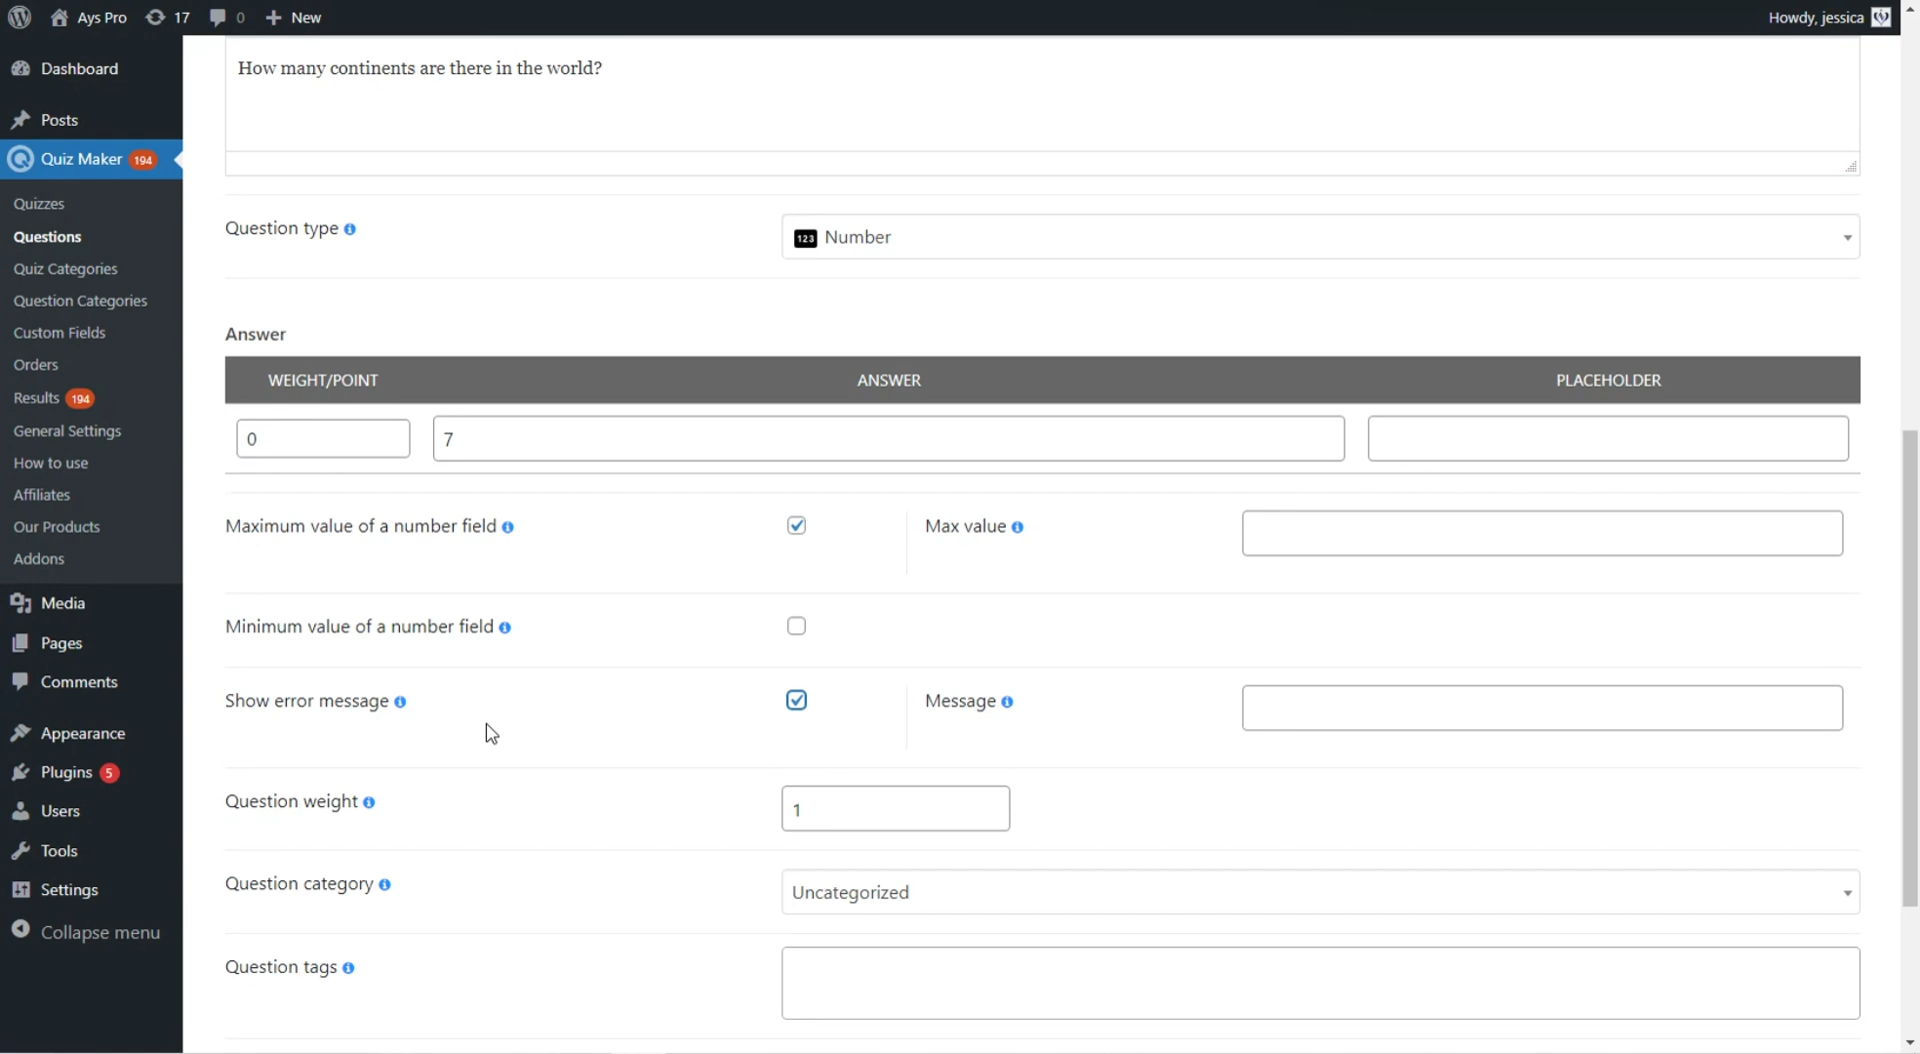 Ays Pro 17 0 New Howdy, jessica
Dashboard
Posts
Quiz Maker 194
Quizzes
Questions
Quiz Categories
Question Categories
Custom Fields
Orders
Results 194
General Settings
How to use
Affiliates
Our Products
Addons
Media
Pages
Comments
Appearance
Plugins 5
Users
Tools
Settings
Collapse menu
How many continents are there in the world?
Question type 123 Number
Answer
WEIGHT/POINT ANSWER PLACEHOLDER
0 7
Maximum value of a number field Max value
Minimum value of a number field
Show error message Message
Question weight 1
Question category Uncategorized
Question tags